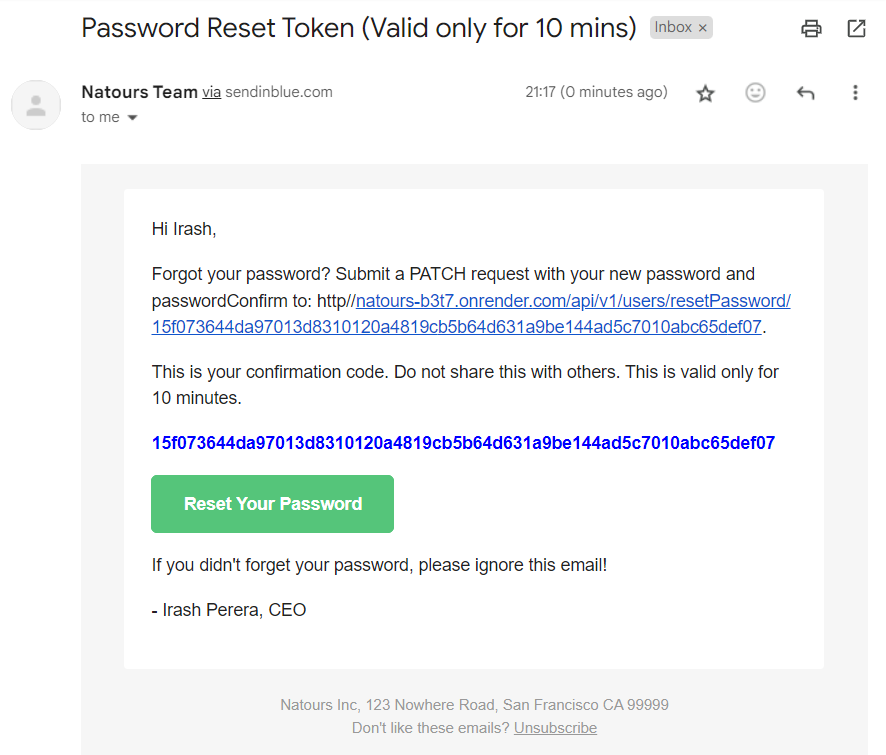 Password Reset Token (Valid only for 10 mins) Inbox ×
Natours Team via sendinblue.com 21:17 (0 minutes ago)
to me
Hi Irash,
Forgot your password? Submit a PATCH request with your new password and
passwordConfirm to: http//natours-b3t7.onrender.com/api/v1/users/resetPassword/
15f073644da97013d8310120a4819cb5b64d631a9be144ad5c7010abc65def07.
This is your confirmation code. Do not share this with others. This is valid only for
10 minutes.
15f073644da97013d8310120a4819cb5b64d631a9be144ad5c7010abc65def07
Reset Your Password
If you didn't forget your password, please ignore this email!
- Irash Perera, CEO
Natours Inc, 123 Nowhere Road, San Francisco CA 99999
Don't like these emails? Unsubscribe